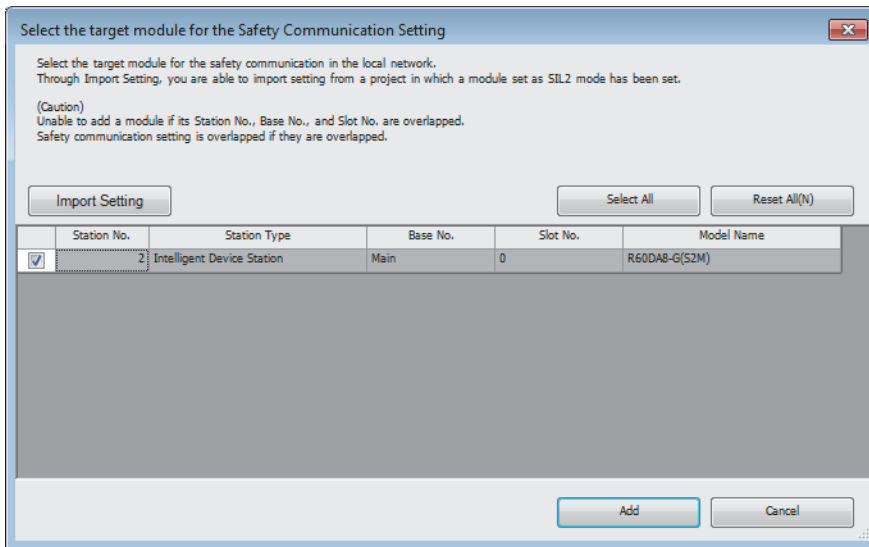 Select the target module for the Safety Communication Setting
Select the target module for the safety communication in the local network.
Through Import Setting, you are able to import setting from a project in which a module set as SIL2 mode has been set.
(Caution)
Unable to add a module if its Station No., Base No., and Slot No. are overlapped.
Safety communication setting is overlapped if they are overlapped.
Import Setting Select All Reset All(N)
Station No. Station Type Base No. Slot No. Model Name
2 Intelligent Device Station Main 0 R60DA8-G(S2M)
Add Cancel